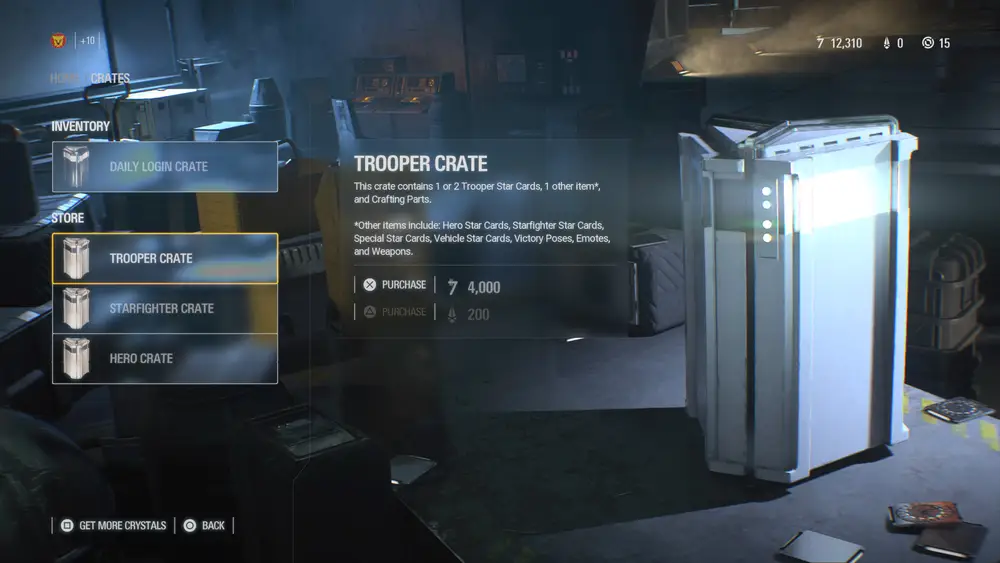 +10
12,310
0
15
HOME CRATES
INVENTORY
DAILY LOGIN CRATE
STORE
TROOPER CRATE
STARFIGHTER CRATE
HERO CRATE
TROOPER CRATE
This crate contains 1 or 2 Trooper Star Cards, 1 other item*,
and Crafting Parts.
*Other items include: Hero Star Cards, Starfighter Star Cards,
Special Star Cards, Vehicle Star Cards, Victory Poses, Emotes,
and Weapons.
PURCHASE 4,000
PURCHASE 200
GET MORE CRYSTALS BACK